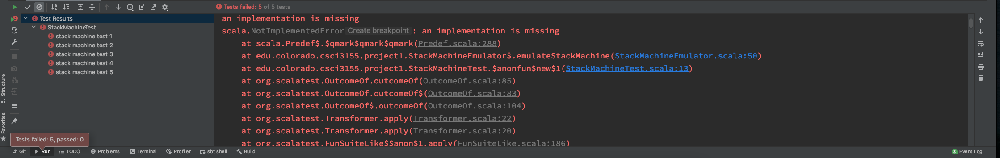 Tests failed: 5 of 5 tests
Test Results
StackMachineTest
stack machine test 1
stack machine test 2
stack machine test 3
stack machine test 4
stack machine test 5
an implementation is missing
scala.NotImplementedError Create breakpoint : an implementation is missing
at scala.Predef$.$qmark$qmark$qmark(Predef.scala:288)
at edu.colorado.csci3155.project1.StackMachineEmulator$.emulateStackMachine(StackMachineEmulator.scala:50)
at edu.colorado.csci3155.project1.StackMachineTest.$anonfun$new$1(StackMachineTest.scala:13)
at org.scalatest.OutcomeOf.outcomeOf(OutcomeOf.scala:85)
at org.scalatest.OutcomeOf.outcomeOf$(OutcomeOf.scala:83)
at org.scalatest.OutcomeOf$.outcomeOf(OutcomeOf.scala:104)
at org.scalatest.Transformer.apply(Transformer.scala:22)
at org.scalatest.Transformer.apply(Transformer.scala:20)
at org.scalatest.FunSuiteLike$$anon$1.apply(FunSuiteLike.scala:186)
Structure
Favorites
Tests failed: 5, passed: 0
Git Run TODO Problems Terminal Profiler sbt shell Build 3 Event Log